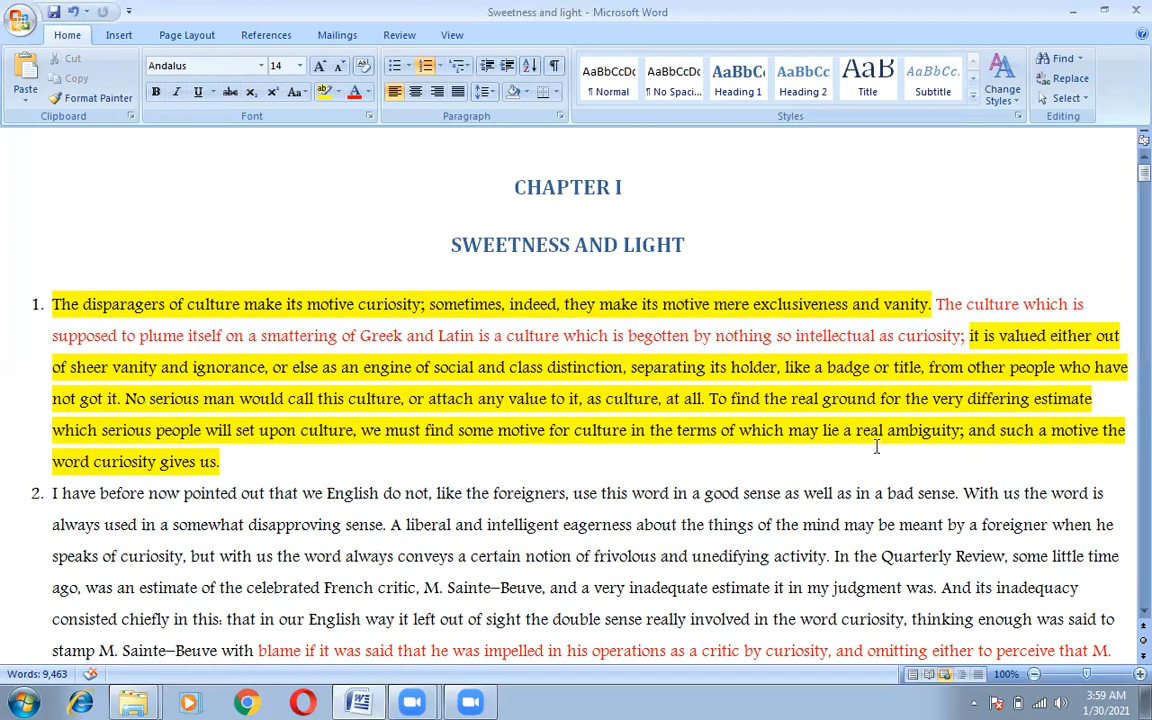 Sweetness and light - Microsoft Word
Home Insert Page Layout References Mailings Review View
Paste
Cut
Copy
Format Painter
Clipboard
Andalus 14
Font
Paragraph
AaBbCcDc AaBbCcDc AaBbC AaBbCc AaB AaBbCc.
¶ Normal ¶ No Spaci... Heading 1 Heading 2 Title Subtitle
Change Styles
Styles
Find
Replace
Select
Editing
CHAPTER I
SWEETNESS AND LIGHT
1. The disparagers of culture make its motive curiosity; sometimes, indeed, they make its motive mere exclusiveness and vanity. The culture which is
supposed to plume itself on a smattering of Greek and Latin is a culture which is begotten by nothing so intellectual as curiosity; it is valued either out
of sheer vanity and ignorance, or else as an engine of social and class distinction, separating its holder, like a badge or title, from other people who have
not got it. No serious man would call this culture, or attach any value to it, as culture, at all. To find the real ground for the very differing estimate
which serious people will set upon culture, we must find some motive for culture in the terms of which may lie a real ambiguity; and such a motive the
word curiosity gives us.
2. I have before now pointed out that we English do not, like the foreigners, use this word in a good sense as well as in a bad sense. With us the word is
always used in a somewhat disapproving sense. A liberal and intelligent eagerness about the things of the mind may be meant by a foreigner when he
speaks of curiosity, but with us the word always conveys a certain notion of frivolous and unedifying activity. In the Quarterly Review, some little time
ago, was an estimate of the celebrated French critic, M. Sainte-Beuve, and a very inadequate estimate it in my judgment was. And its inadequacy
consisted chiefly in this: that in our English way it left out of sight the double sense really involved in the word curiosity, thinking enough was said to
stamp M. Sainte-Beuve with blame if it was said that he was impelled in his operations as a critic by curiosity, and omitting either to perceive that M.
Words: 9,463
100%
3:59 AM
1/30/2021